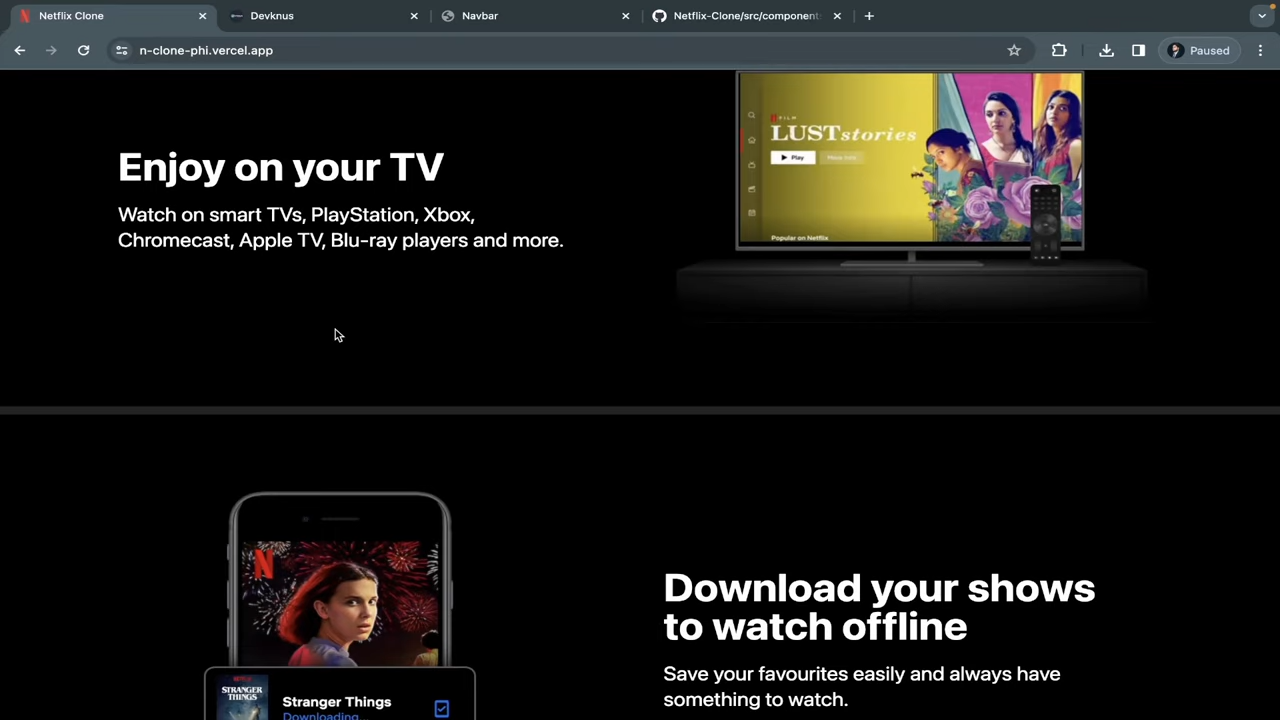 Netflix Clone
Devknus
Navbar
Netflix-Clone/src/component
n-clone-phi.vercel.app
Paused
FILM
LUST stories
Play
More Info
Popular on Netflix
Enjoy on your TV
Watch on smart TVs, PlayStation, Xbox,
Chromecast, Apple TV, Blu-ray players and more.
N
STRANGER
THINGS
Stranger Things
Downloading...
Download your shows
to watch offline
Save your favourites easily and always have
something to watch.